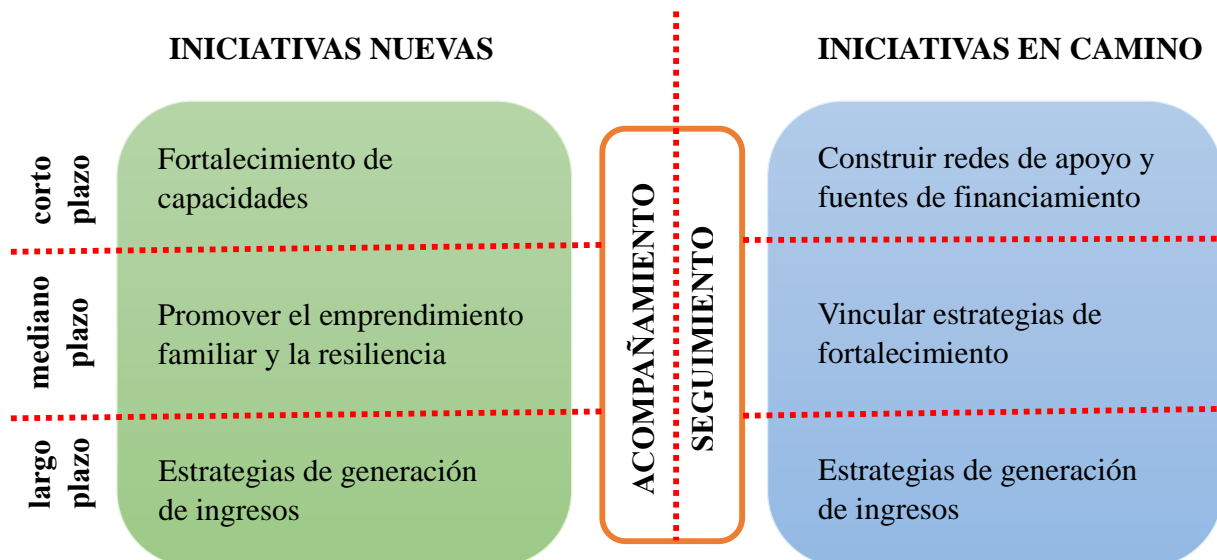 INICIATIVAS NUEVAS
INICIATIVAS EN CAMINO
corto
plazo
Fortalecimiento de
capacidades
Construir redes de apoyo y
fuentes de financiamiento
mediano
plazo
Promover el emprendimiento
familiar y la resiliencia
ACOMPAÑAMIENTO
SEGUIMIENTO
Vincular estrategias de
fortalecimiento
largo
plazo
Estrategias de generación
de ingresos
Estrategias de generación
de ingresos